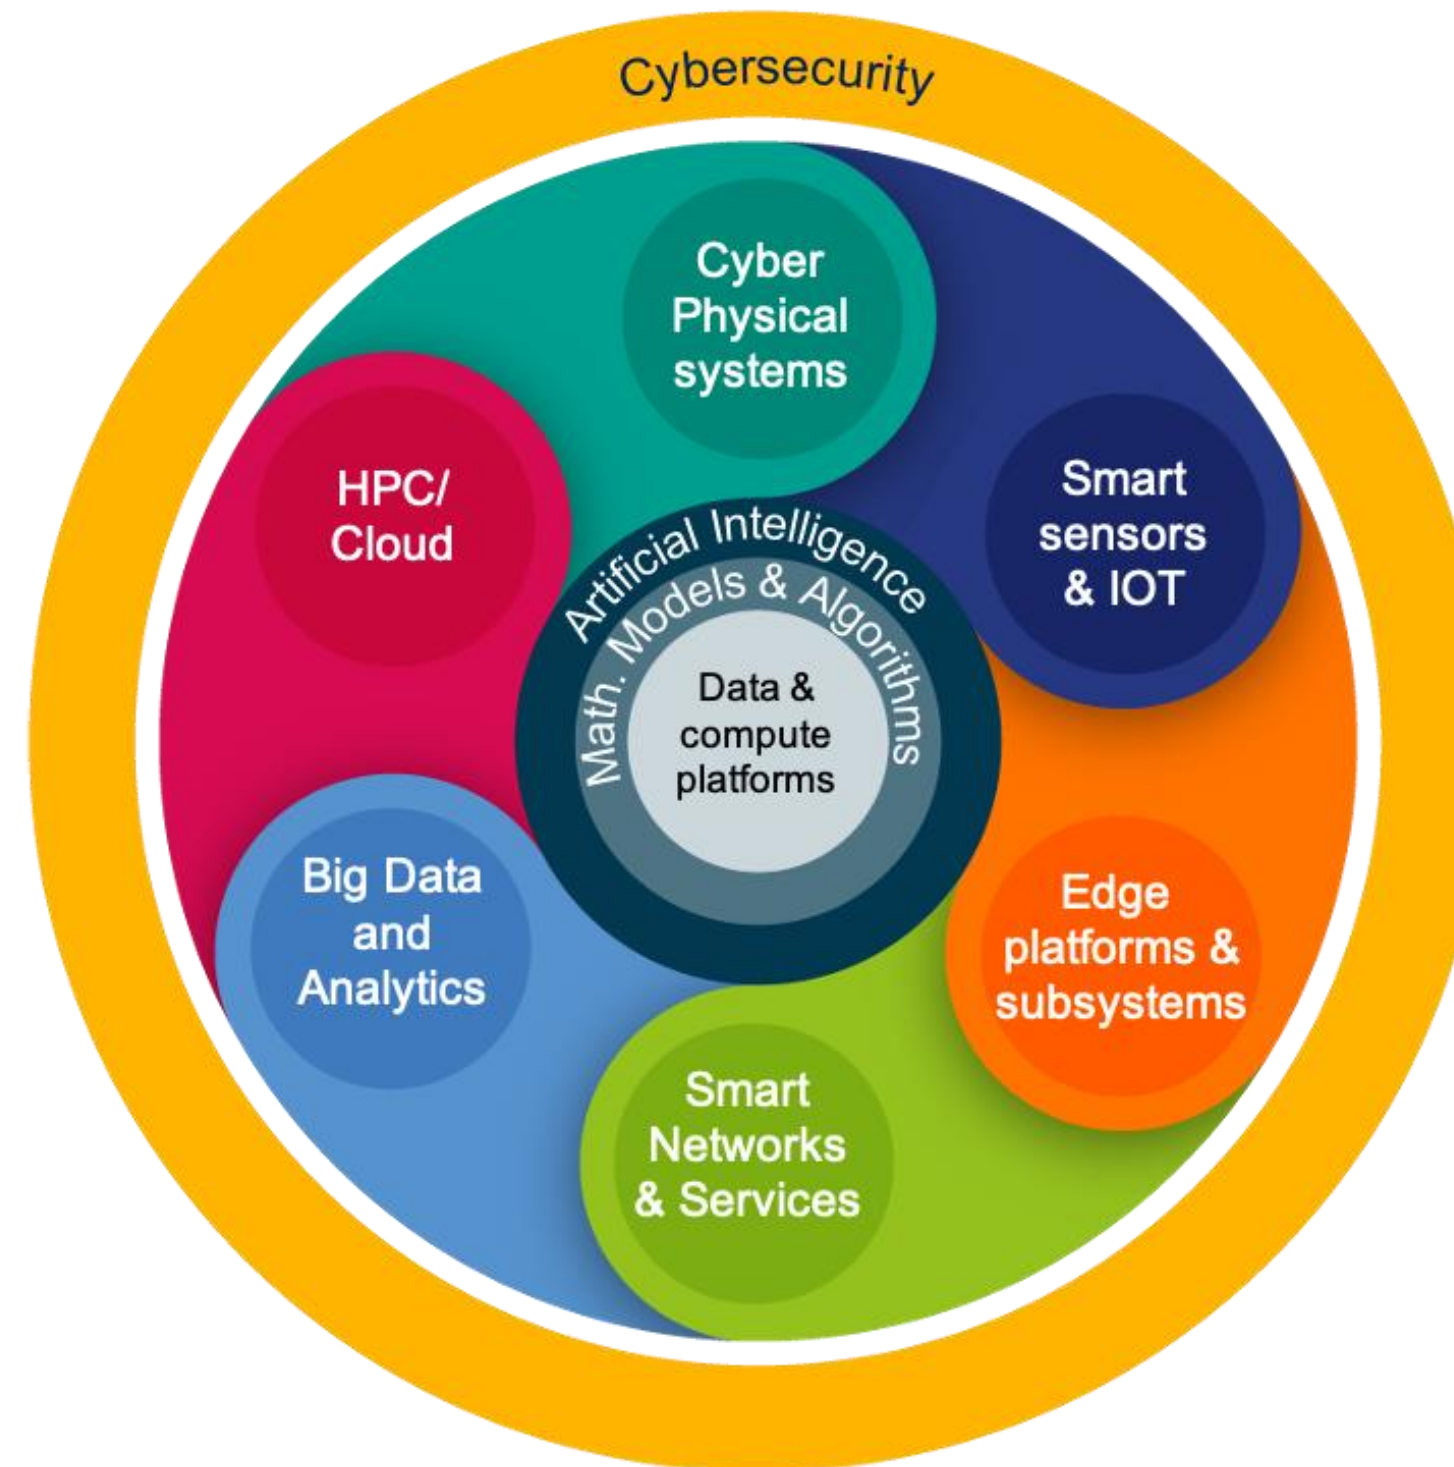 Cybersecurity
Cyber
Physical
systems
HPC/
Cloud
Smart
sensors
& IOT
Artificial Intelligence
Math. Models & Algorithms
Data &
compute
platforms
Big Data
and
Analytics
Edge
platforms &
subsystems
Smart
Networks
& Services